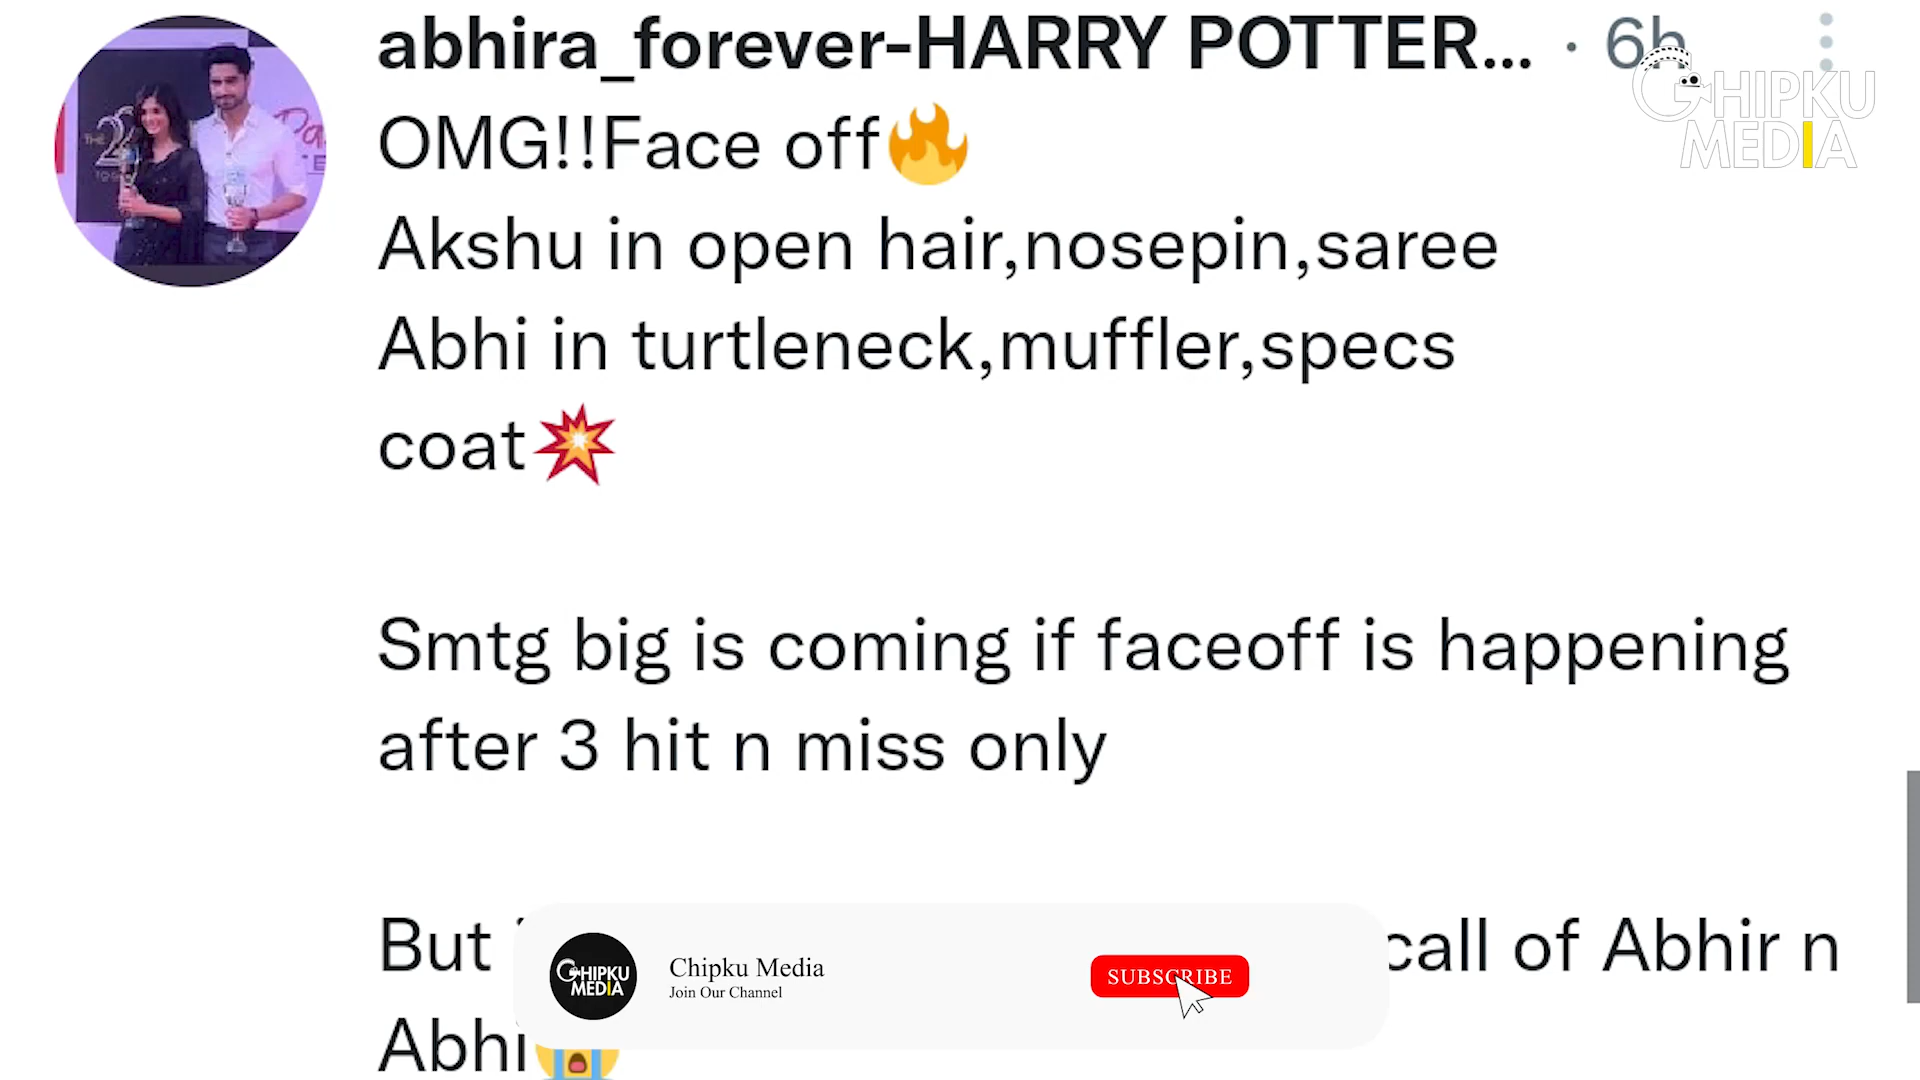 abhira_forever-HARRY POTTER... · 6h
CHIPKU
MEDIA
OMG!!Face off🔥
Akshu in open hair,nosepin,saree
Abhi in turtleneck,muffler,specs
coat💥
Smtg big is coming if faceoff is happening
after 3 hit n miss only
But call of Abhir n
Abhi😭
CHIPKU
MEDIA
Chipku Media
Join Our Channel
SUBSCRIBE